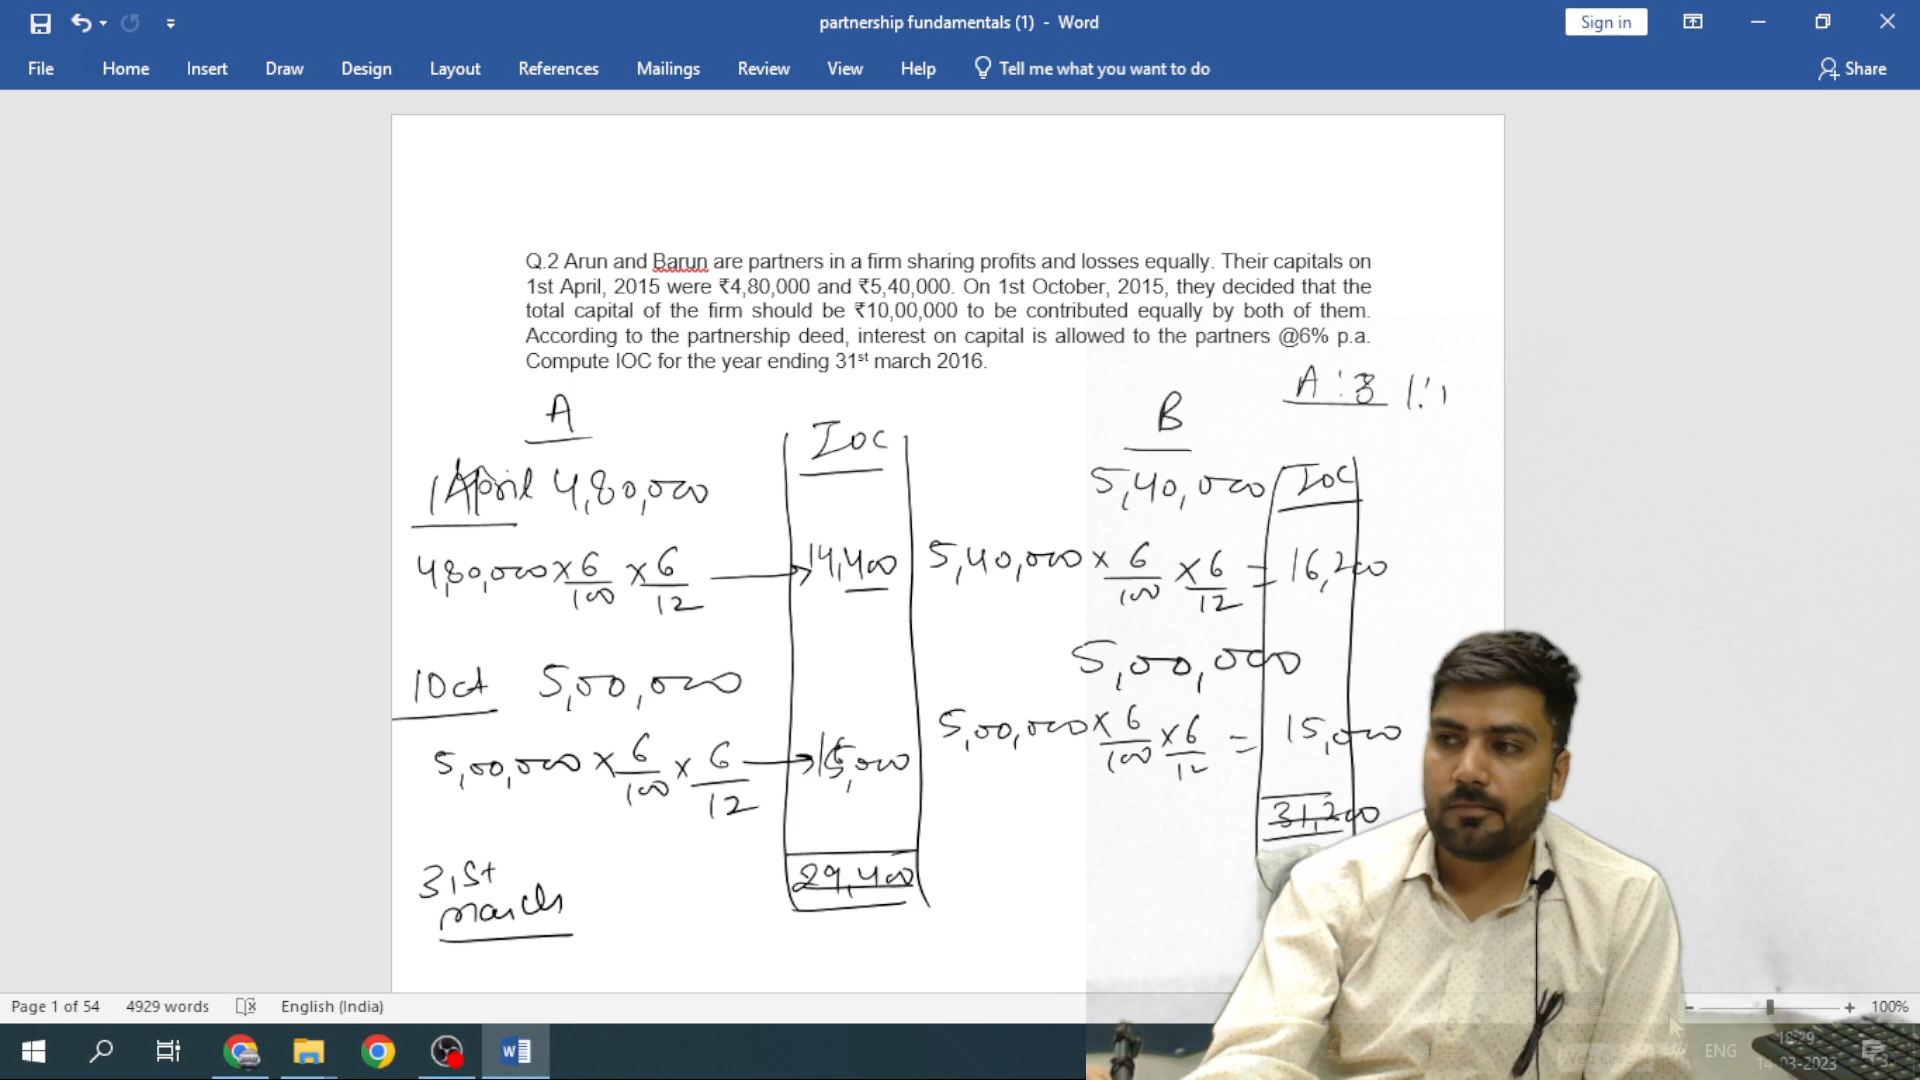 partnership fundamentals (1) - Word
Sign in
File Home Insert Draw Design Layout References Mailings Review View Help Tell me what you want to do Share
Q.2 Arun and Barun are partners in a firm sharing profits and losses equally. Their capitals on
1st April, 2015 were ₹4,80,000 and ₹5,40,000. On 1st October, 2015, they decided that the
total capital of the firm should be ₹10,00,000 to be contributed equally by both of them.
According to the partnership deed, interest on capital is allowed to the partners @6% p.a.
Compute IOC for the year ending 31st march 2016.
A : B 1:1
A
IOC
1 April 4,80,000
480,000 × 6/100 × 6/12 → 14,400
1 Oct 5,00,000
5,00,000 × 6/100 × 6/12 → 15,000
29,400
31st
march
B
5,40,000 IOC
5,40,000 × 6/100 × 6/12 = 16,200
5,00,000
5,00,000 × 6/100 × 6/12 = 15,000
31,200
Page 1 of 54 4929 words English (India) 100%
ENG
18:29
14-03-2023